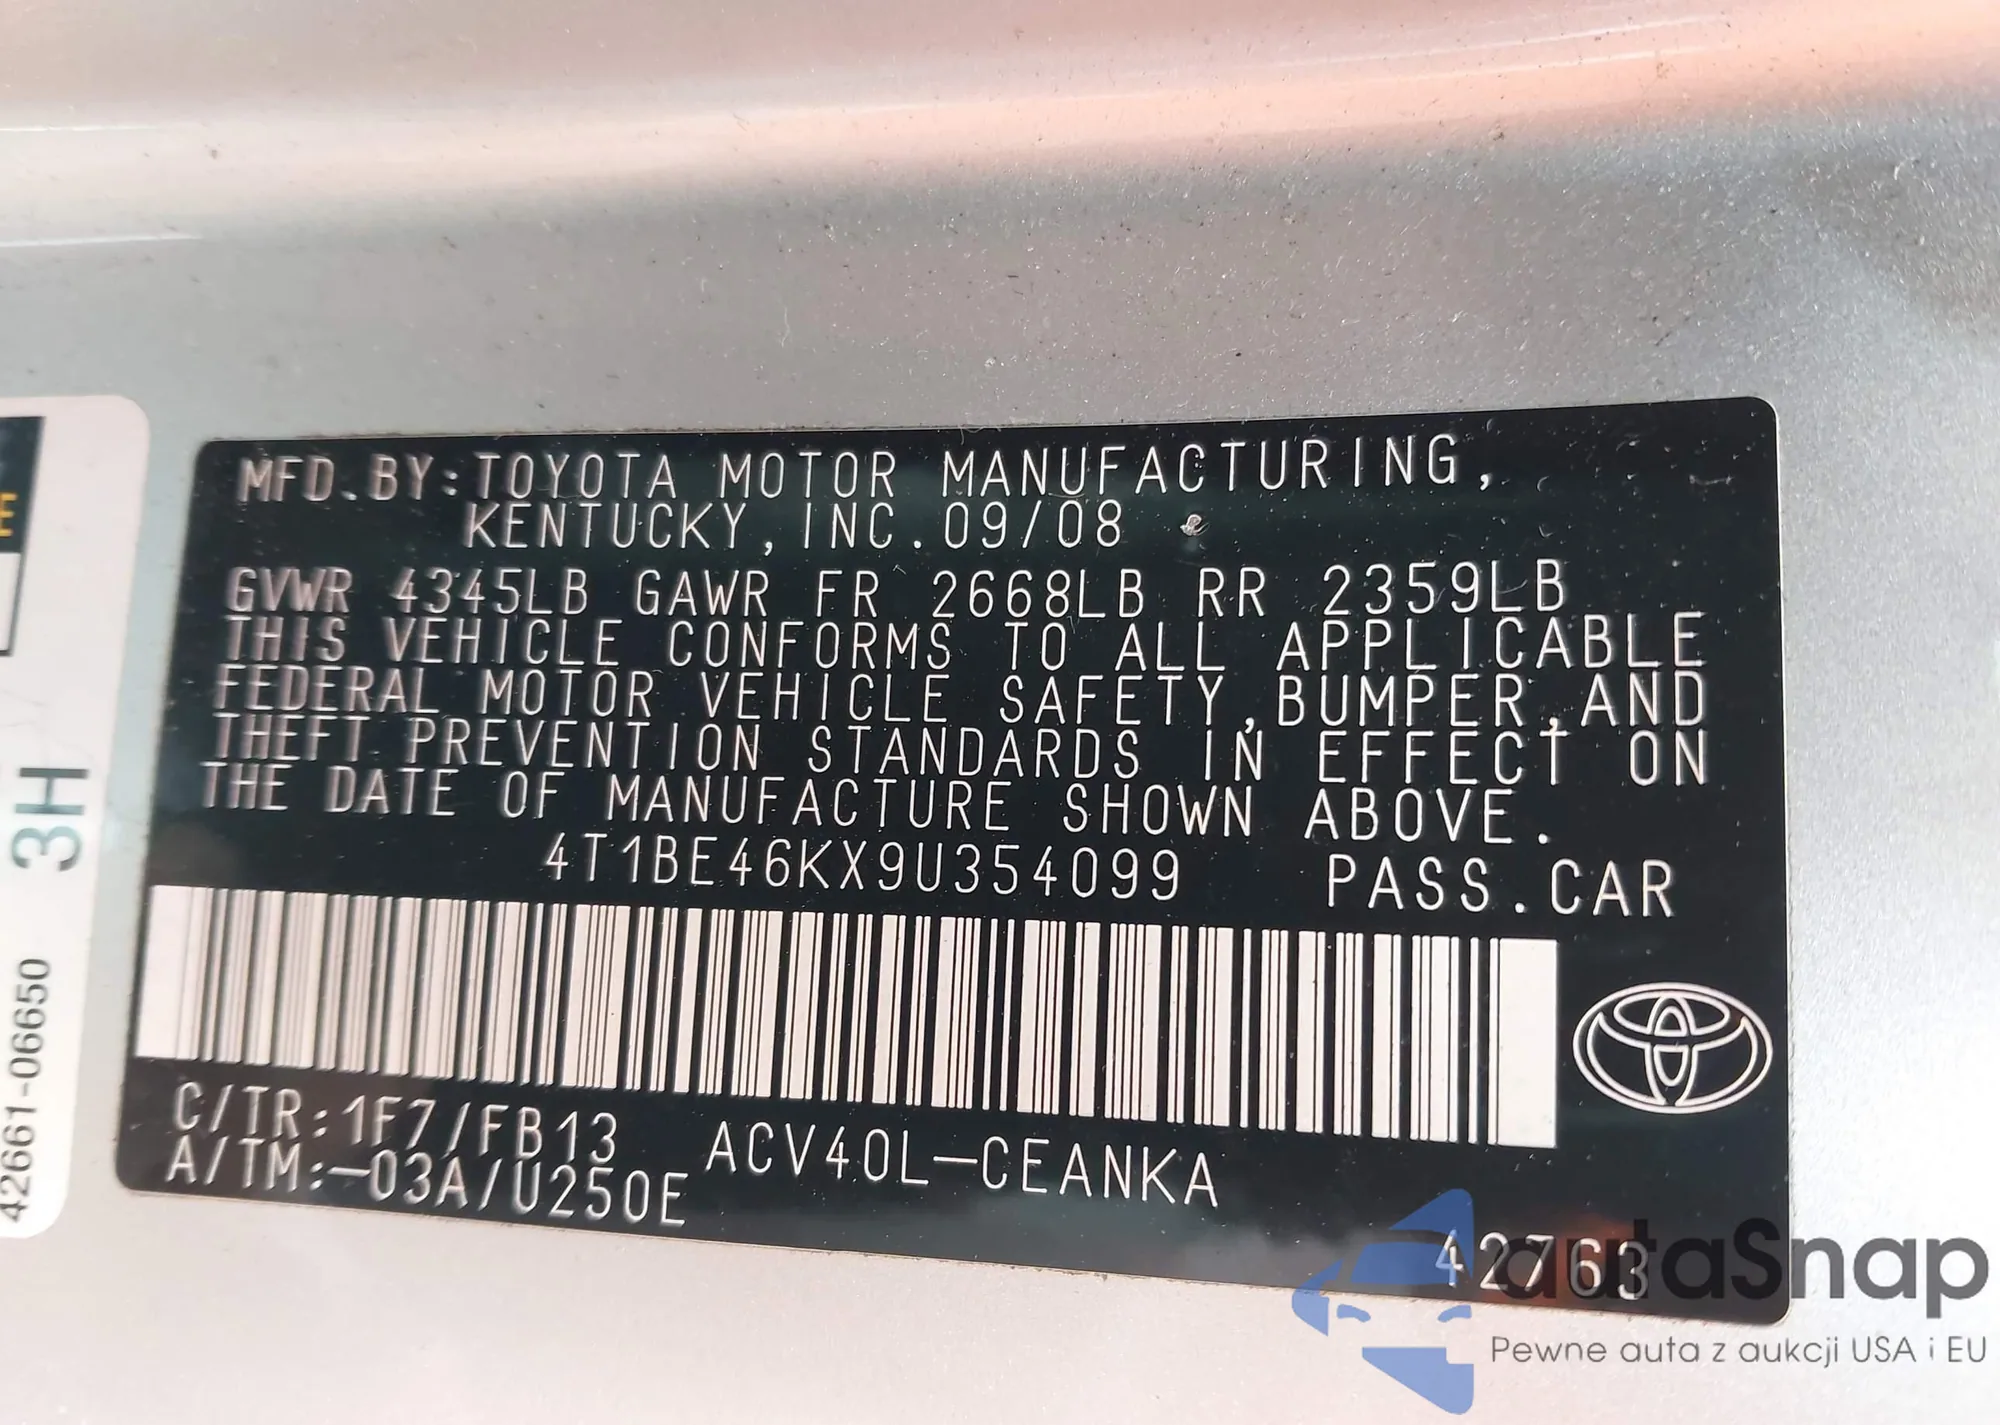 MFD.BY:TOYOTA MOTOR MANUFACTURING,
KENTUCKY,INC.09/08
GVWR 4345LB GAWR FR 2668LB RR 2359LB
THIS VEHICLE CONFORMS TO ALL APPLICABLE
FEDERAL MOTOR VEHICLE SAFETY,BUMPER,AND
THEFT PREVENTION STANDARDS IN EFFECT ON
THE DATE OF MANUFACTURE SHOWN ABOVE.
4T1BE46KX9U354099 PASS.CAR
C/TR:1F7/FB13 ACV40L-CEANKA
A/TM:-03A/U250E
42763
E
3H
42661-06650
autaSnap
Pewne auta z aukcji USA i EU